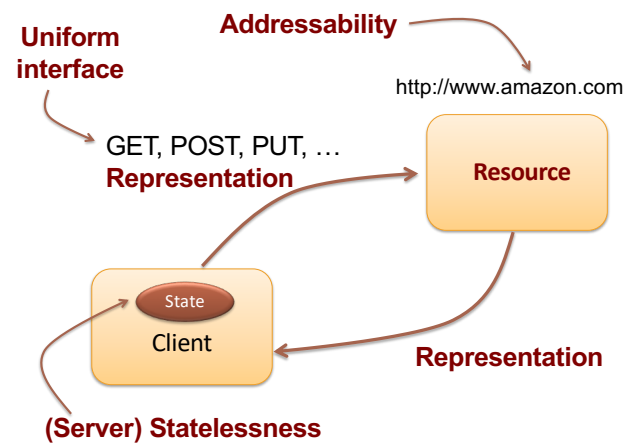 Uniform
interface
Addressability
http://www.amazon.com
GET, POST, PUT, …
Representation
Resource
State
Client
Representation
(Server) Statelessness